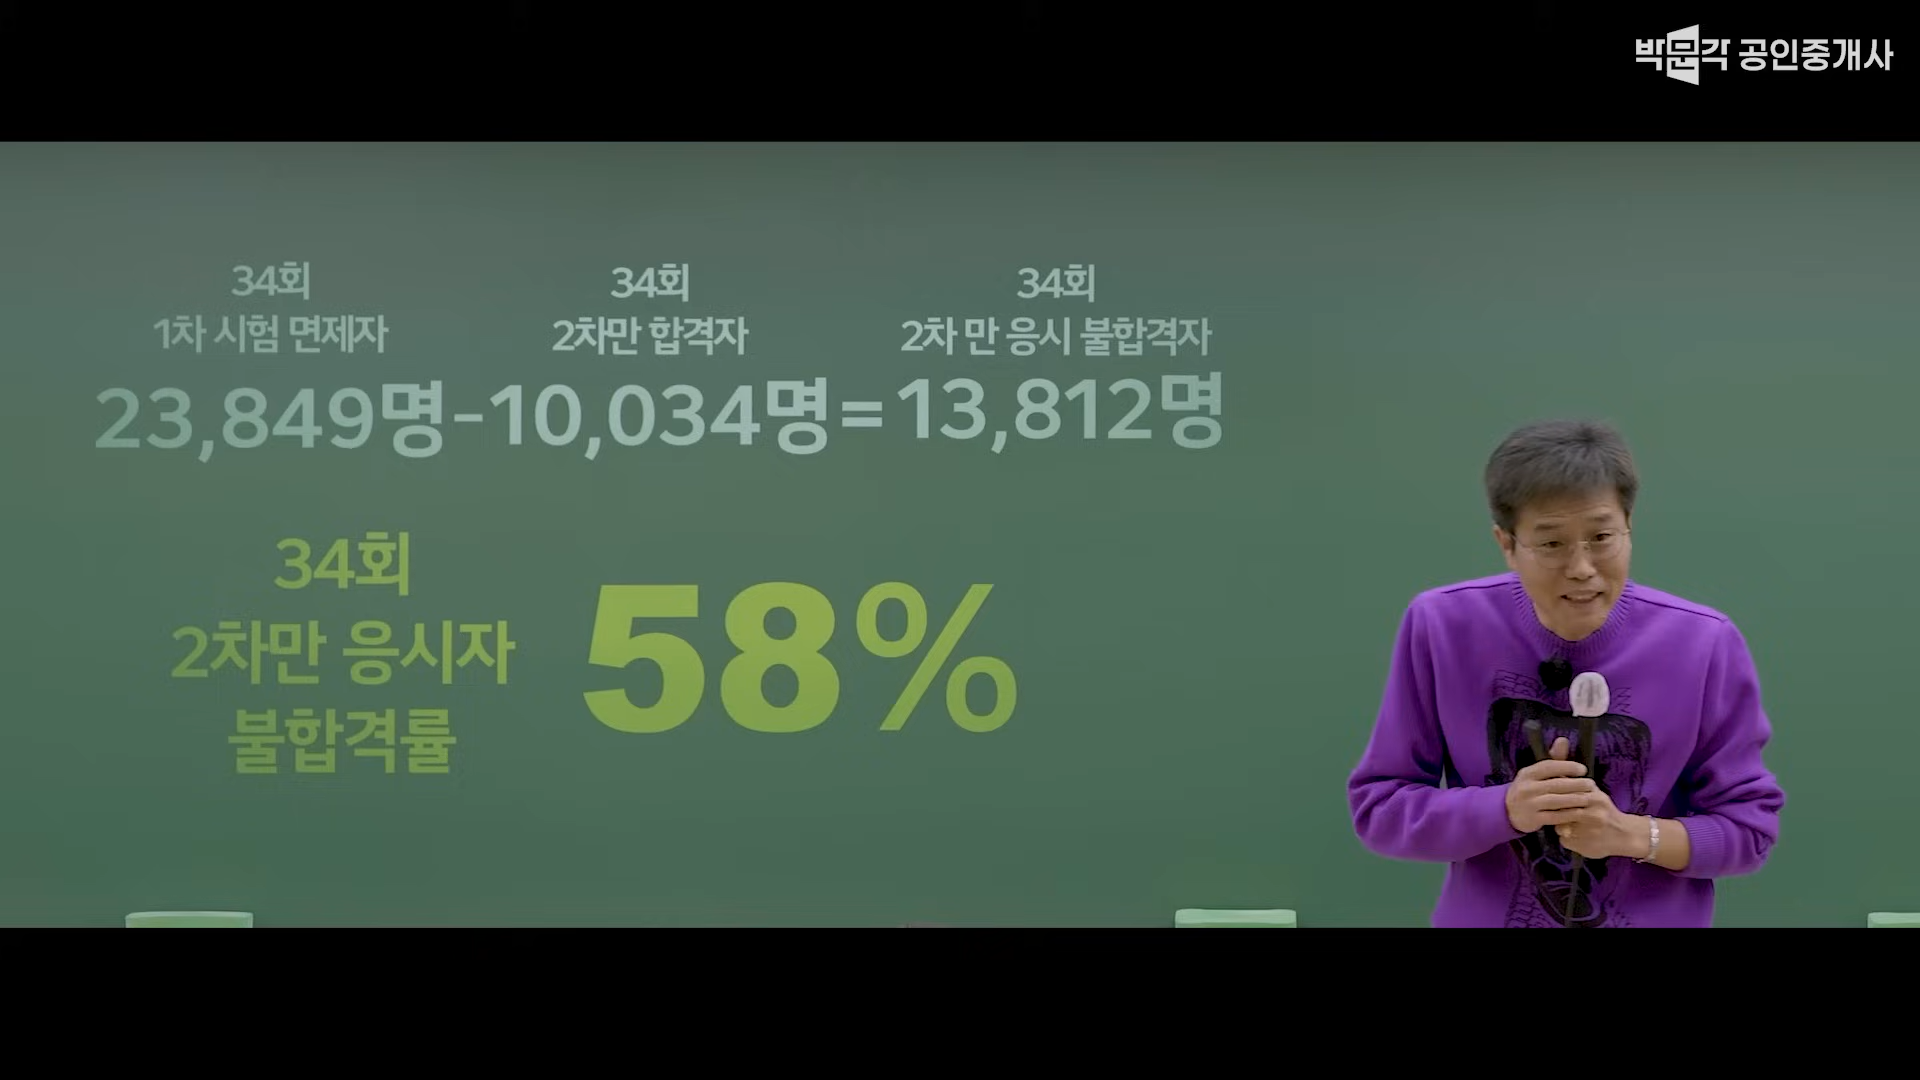 박문각 공인중개사
34회
1차 시험 면제자
23,849명
34회
2차만 합격자
-10,034명
34회
2차 만 응시 불합격자
=13,812명
34회
2차만 응시자
불합격률
58%